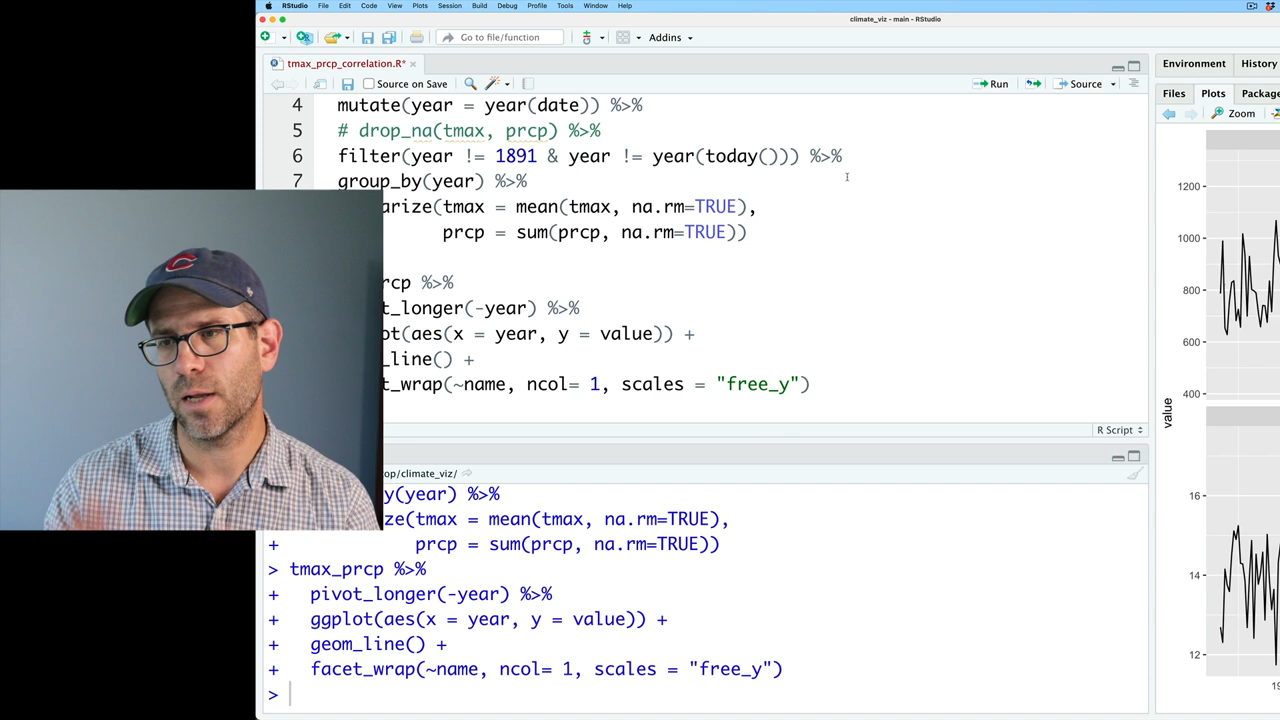 RStudio File Edit Code View Plots Session Build Debug Profile Tools Window Help
climate_viz - main - RStudio
Go to file/function Addins
tmax_prcp_correlation.R* Environment History
Source on Save Run Source Files Plots Package
Zoom
4 mutate(year = year(date)) %>%
5 # drop_na(tmax, prcp) %>%
6 filter(year != 1891 & year != year(today())) %>%
7 group_by(year) %>%
arize(tmax = mean(tmax, na.rm=TRUE),
prcp = sum(prcp, na.rm=TRUE))
rcp %>%
t_longer(-year) %>%
ot(aes(x = year, y = value)) +
_line() +
t_wrap(~name, ncol= 1, scales = "free_y")
R Script
op/climate_viz/
y(year) %>%
ze(tmax = mean(tmax, na.rm=TRUE),
+ prcp = sum(prcp, na.rm=TRUE))
> tmax_prcp %>%
+ pivot_longer(-year) %>%
+ ggplot(aes(x = year, y = value)) +
+ geom_line() +
+ facet_wrap(~name, ncol= 1, scales = "free_y")
>
1200
1000
800
600
400
value
16
14
12
19
C